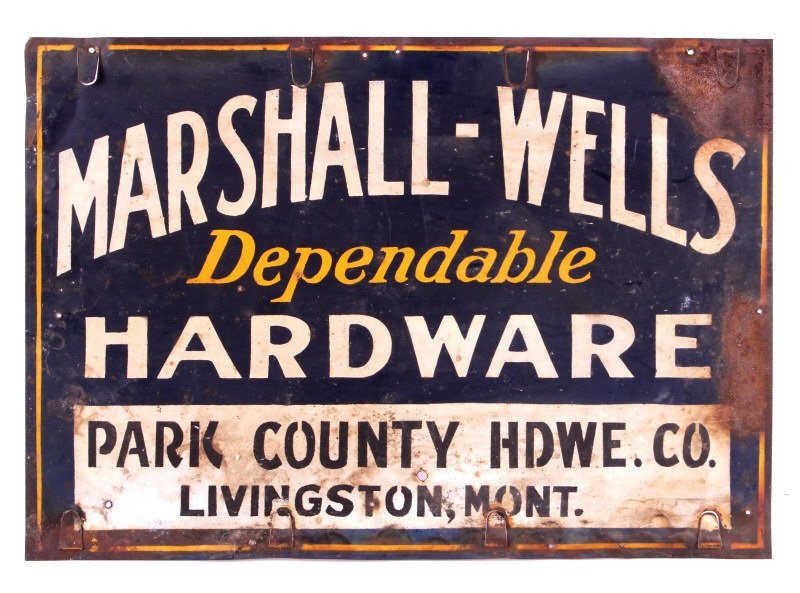 MARSHALL-WELLS
Dependable
HARDWARE
PARK COUNTY HDWE. CO.
LIVINGSTON, MONT.